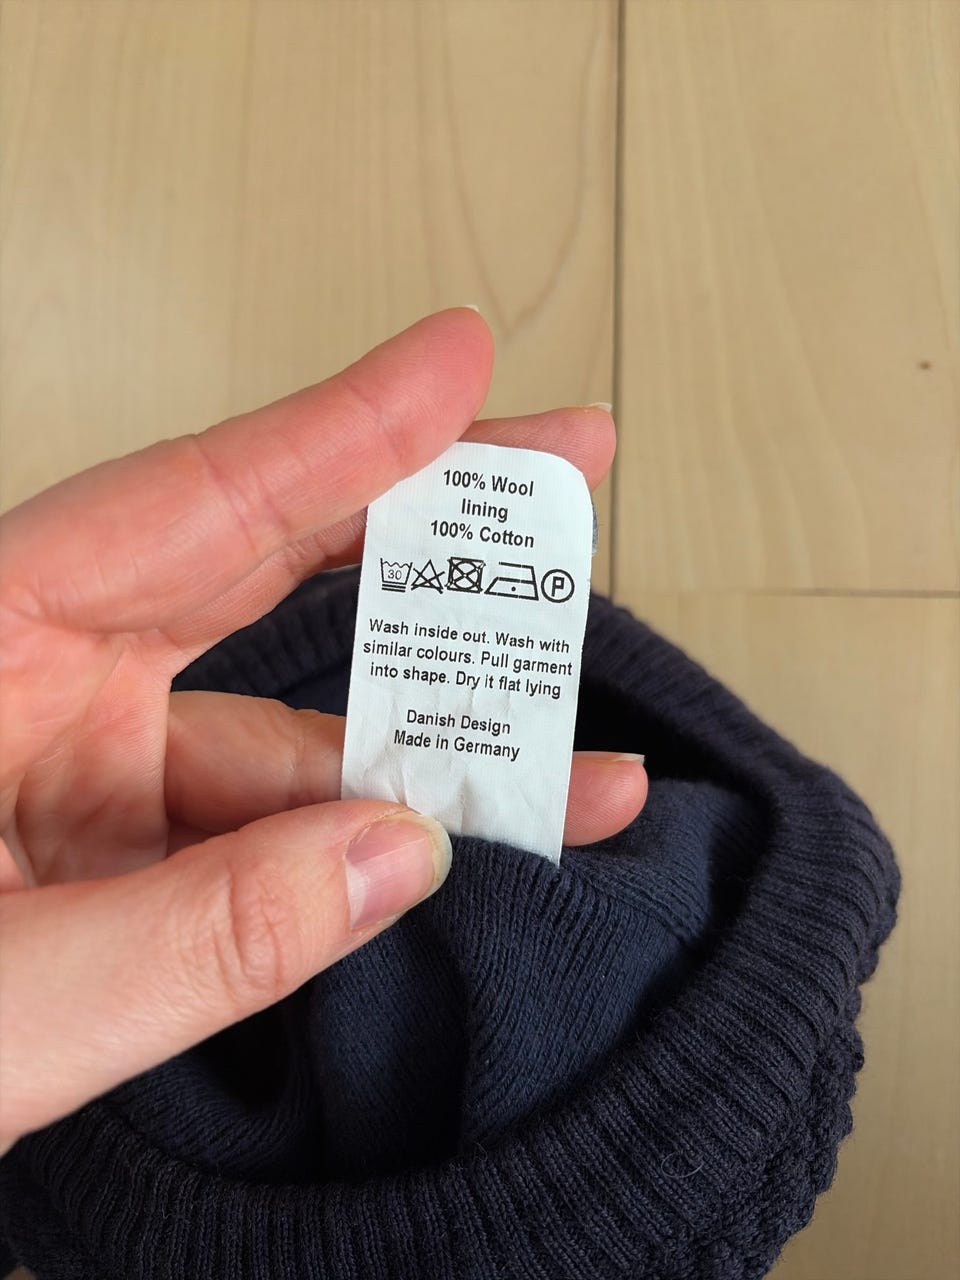 100% Wool
lining
100% Cotton
30 P
Wash inside out. Wash with
similar colours. Pull garment
into shape. Dry it flat lying
Danish Design
Made in Germany